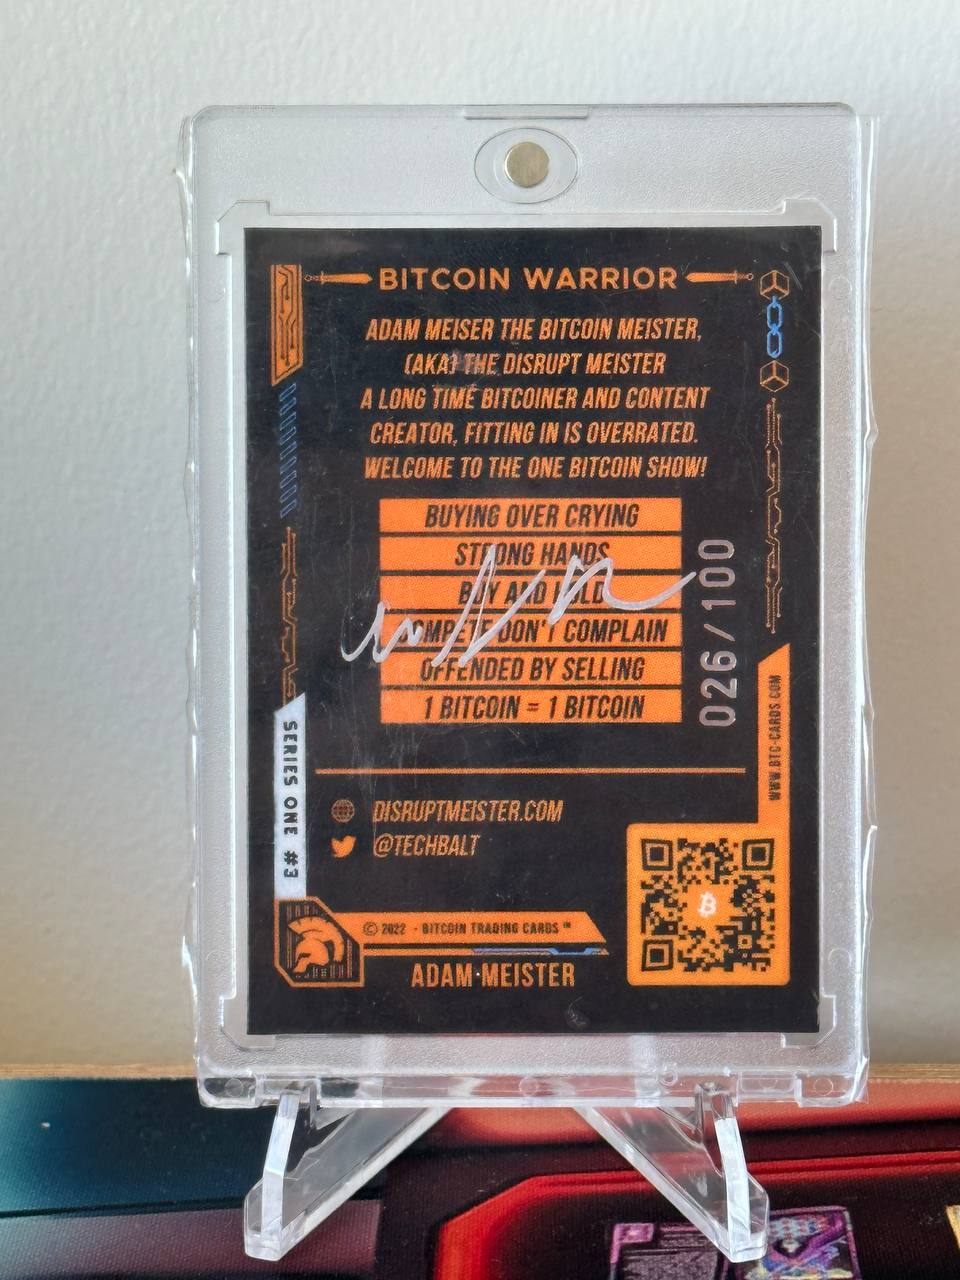 BITCOIN WARRIOR
ADAM MEISER THE BITCOIN MEISTER,
(AKA) THE DISRUPT MEISTER
A LONG TIME BITCOINER AND CONTENT
CREATOR, FITTING IN IS OVERRATED.
WELCOME TO THE ONE BITCOIN SHOW!
BUYING OVER CRYING
STRONG HANDS
BUY AND HOLD
COMPETE DON'T COMPLAIN
OFFENDED BY SELLING
1 BITCOIN = 1 BITCOIN
026/100
WWW.BTC-CARDS.COM
SERIES ONE #3
DISRUPTMEISTER.COM
@TECHBALT
© 2022 - BITCOIN TRADING CARDS ™
ADAM MEISTER